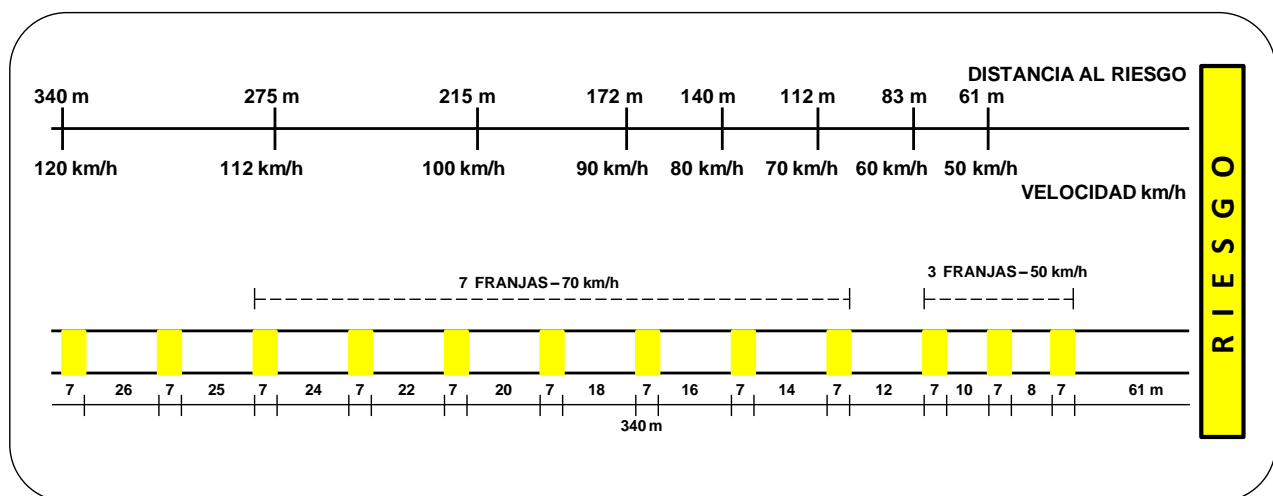 DISTANCIA AL RIESGO
340 m 275 m 215 m 172 m 140 m 112 m 83 m 61 m
120 km/h 112 km/h 100 km/h 90 km/h 80 km/h 70 km/h 60 km/h 50 km/h
VELOCIDAD km/h
RIESGO
7 FRANJAS – 70 km/h 3 FRANJAS – 50 km/h
7 26 7 25 7 24 7 22 7 20 7 18 7 16 7 14 7 12 7 10 7 8 7 61 m
340 m